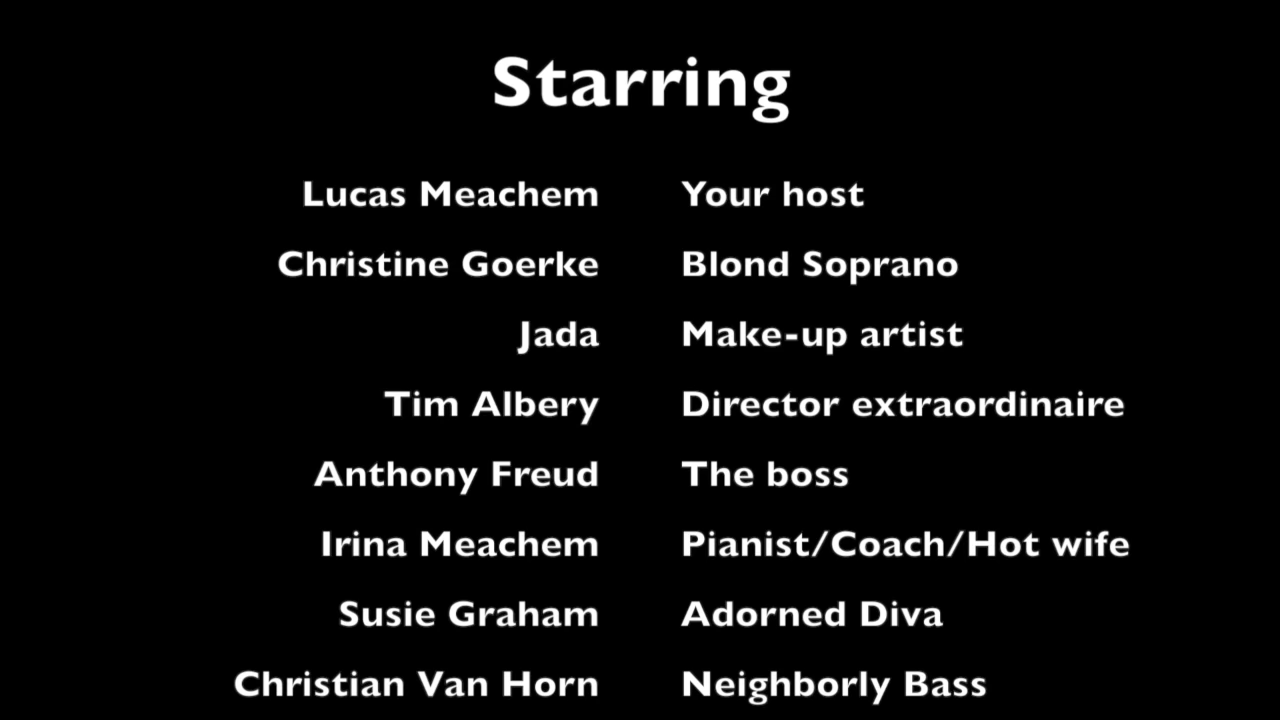 Starring
Lucas Meachem Your host
Christine Goerke Blond Soprano
Jada Make-up artist
Tim Albery Director extraordinaire
Anthony Freud The boss
Irina Meachem Pianist/Coach/Hot wife
Susie Graham Adorned Diva
Christian Van Horn Neighborly Bass